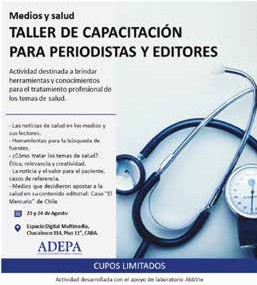 Medios y salud
TALLER DE CAPACITACIÓN
PARA PERIODISTAS Y EDITORES
Actividad destinada a brindar
herramientas y conocimientos
para el tratamiento profesional de
los temas de salud.
- Las noticias de salud en los medios y
sus lectores.
- Herramientas para la búsqueda de
fuentes.
- ¿Cómo tratar los temas de salud?
Ética, relevancia y creatividad.
- La noticia y el valor para el paciente,
casos de referencia.
- Medios que decidieron apostar a la
salud en su contenido editorial: Caso "El
Mercurio" de Chile
23 y 24 de Agosto
Espacio Digital Multimedia,
Chacabuco 314, Piso 11°, CABA.
ADEPA
CUPOS LIMITADOS
Actividad desarrollada con el apoyo de laboratorio AbbVie